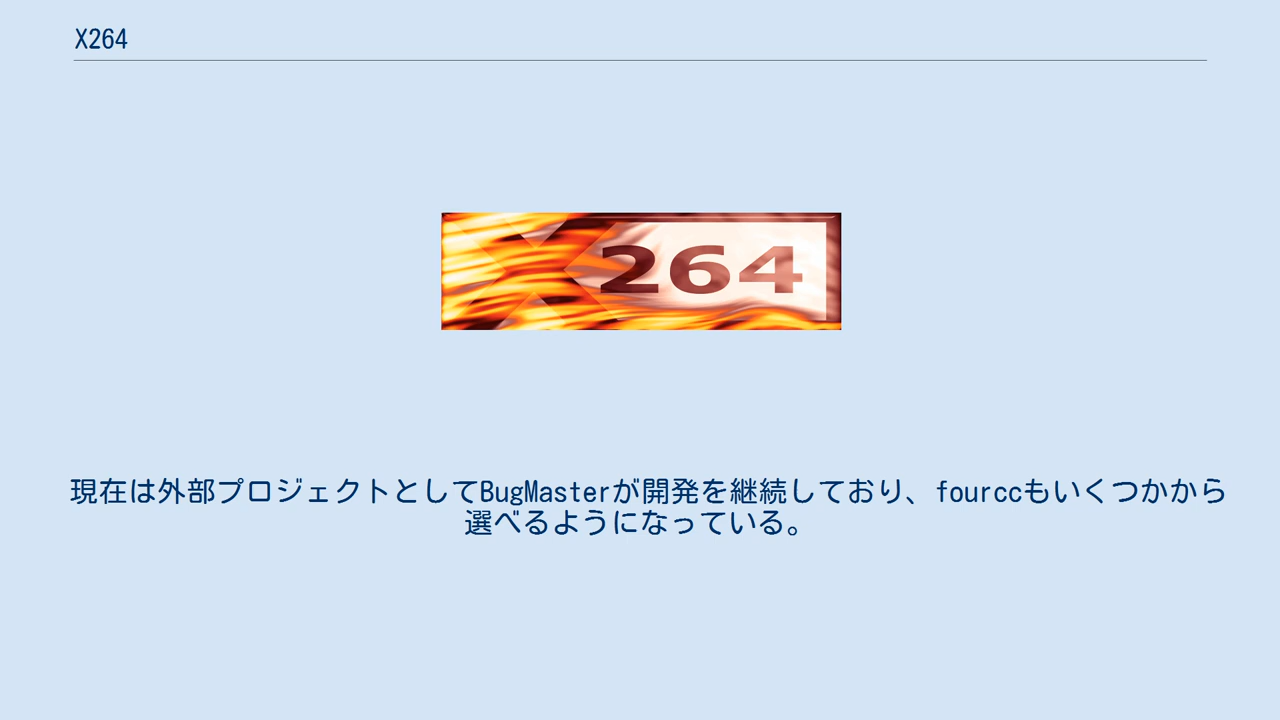 X264
X264
現在は外部プロジェクトとしてBugMasterが開発を継続しており、fourccもいくつかから
選べるようになっている。